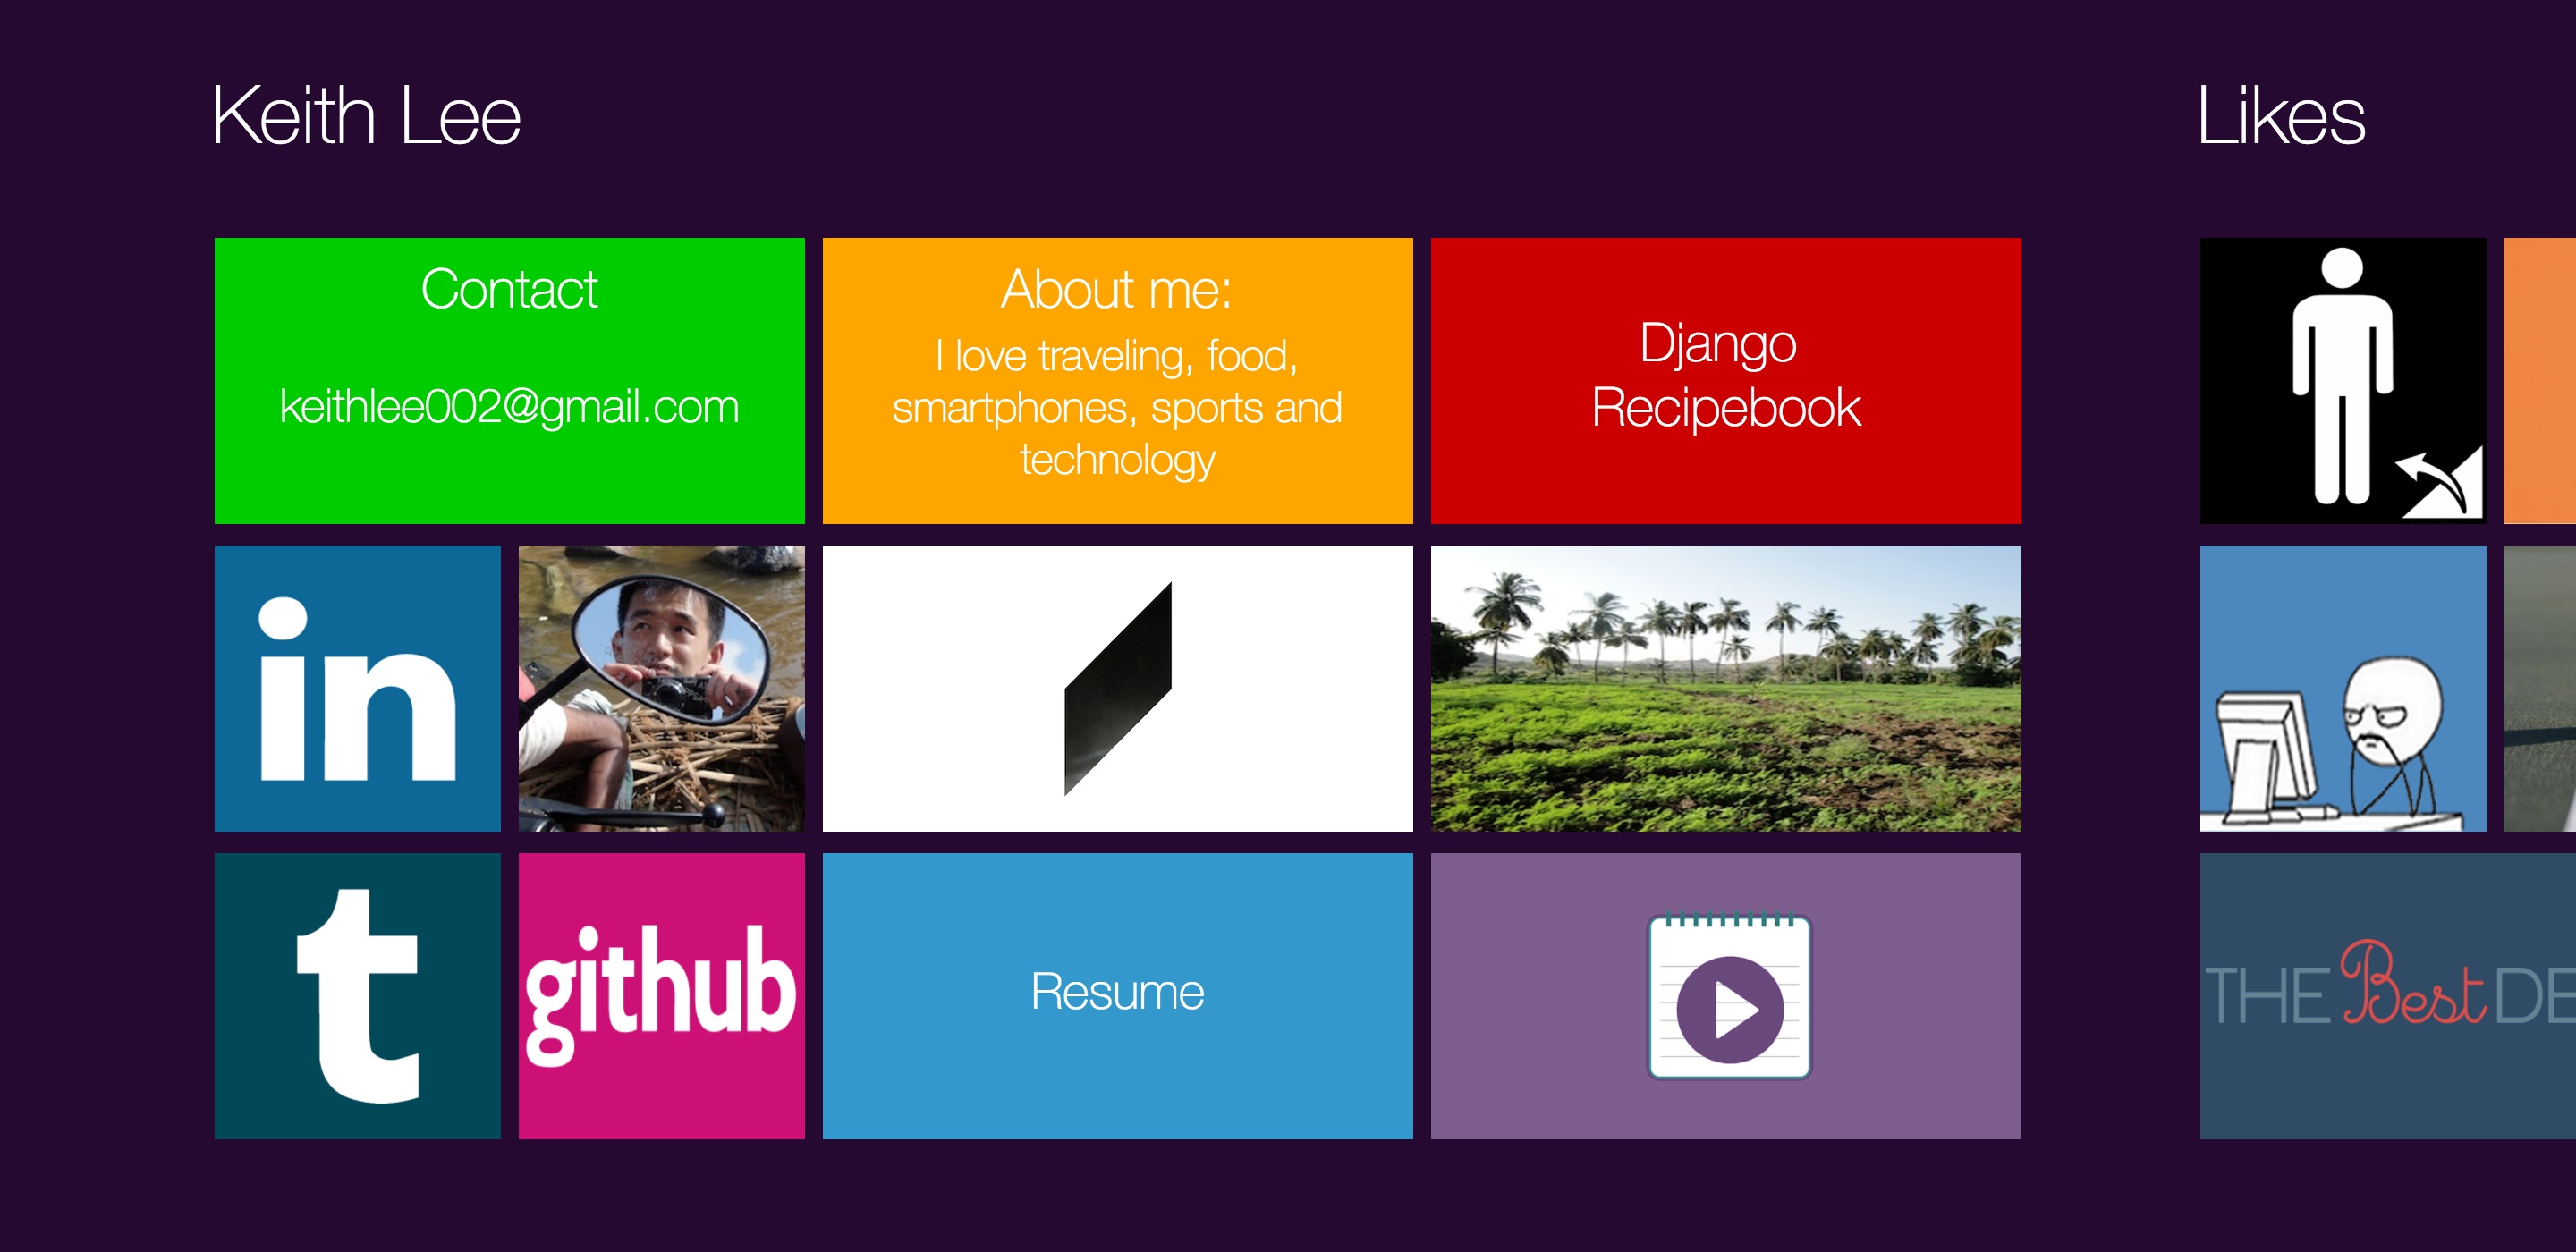 Keith Lee
Likes
Contact
keithlee002@gmail.com
About me:
I love traveling, food,
smartphones, sports and
technology
Django
Recipebook
in
t
github
Resume
THE Best DE